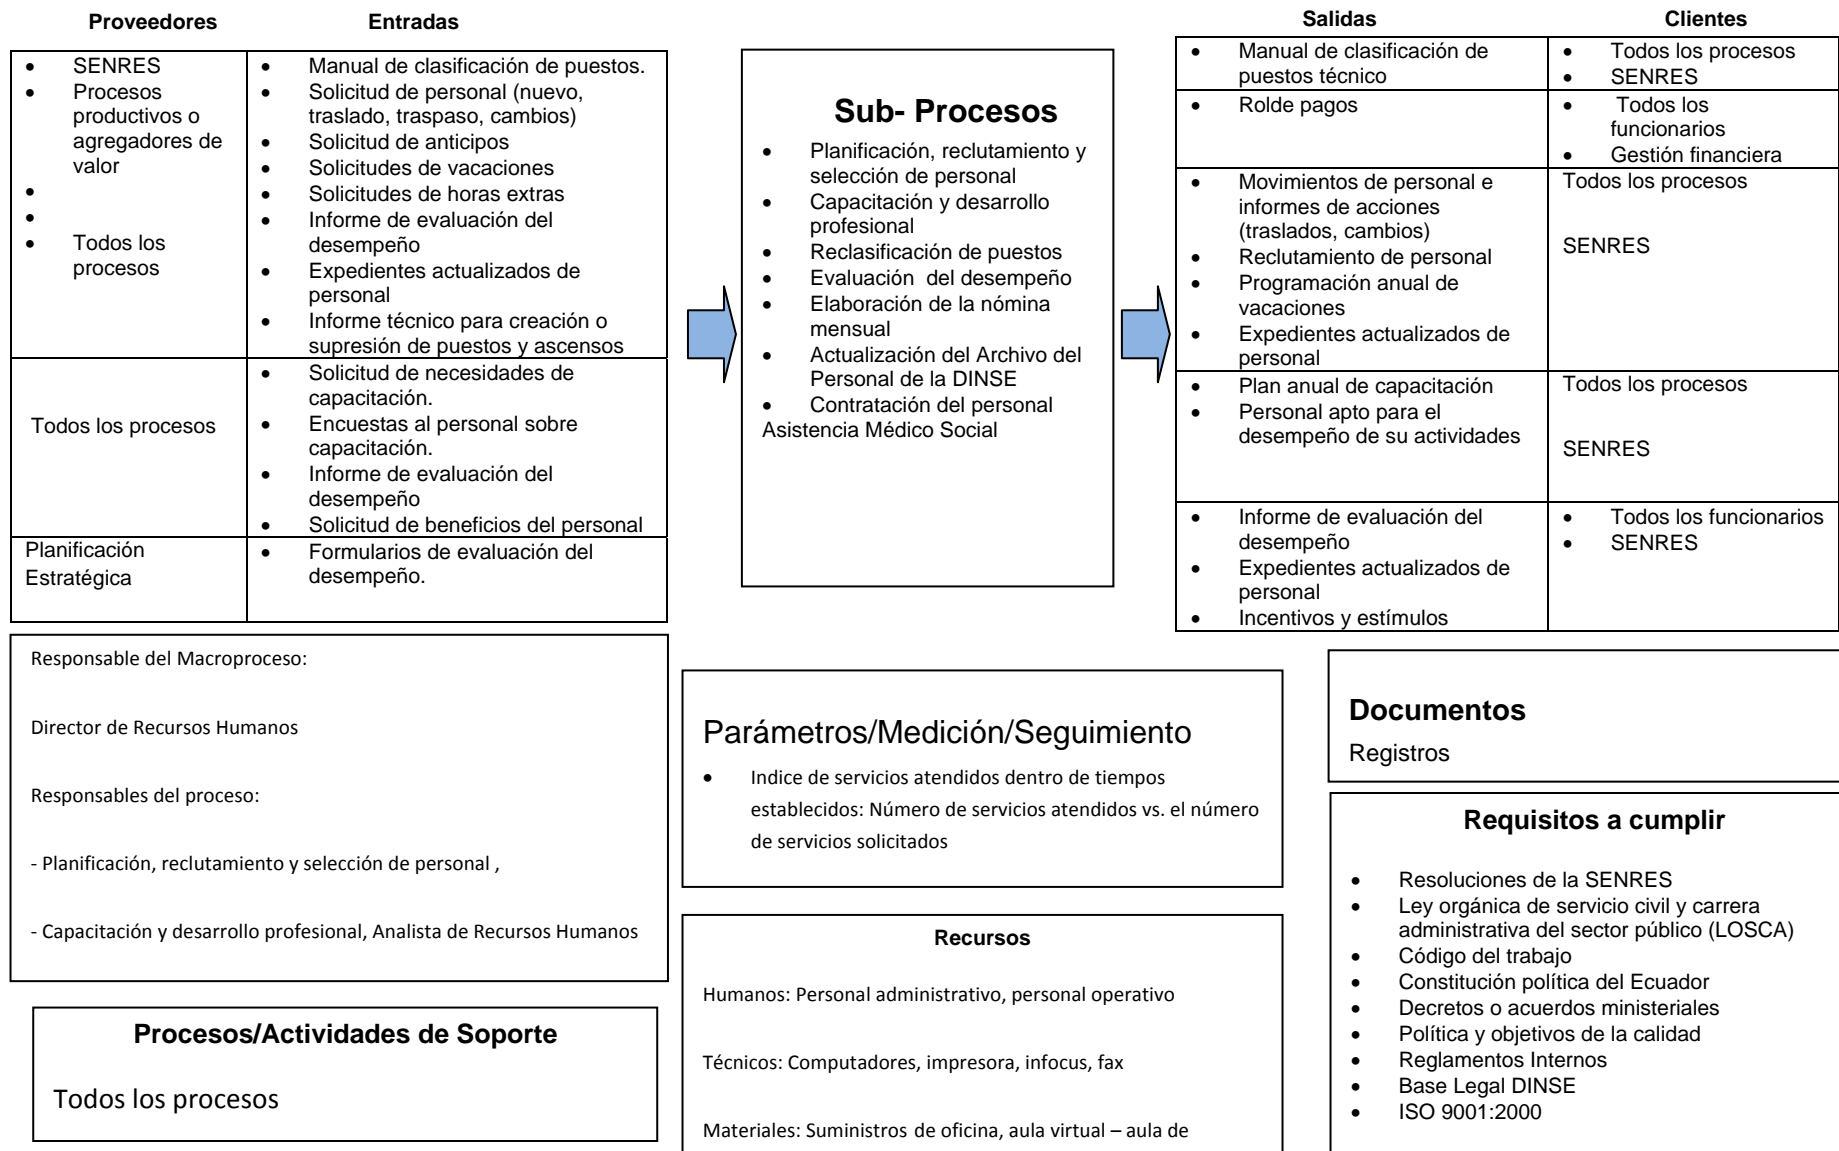 Proveedores
Entradas
• SENRES
• Procesos
productivos o
agregadores de
valor
•
•
• Todos los
procesos
• Manual de clasificación de puestos.
• Solicitud de personal (nuevo,
traslado, traspaso, cambios)
• Solicitud de anticipos
• Solicitudes de vacaciones
• Solicitudes de horas extras
• Informe de evaluación del
desempeño
• Expedientes actualizados de
personal
• Informe técnico para creación o
supresión de puestos y ascensos
Todos los procesos
• Solicitud de necesidades de
capacitación.
• Encuestas al personal sobre
capacitación.
• Informe de evaluación del
desempeño
• Solicitud de beneficios del personal
Planificación
Estratégica
• Formularios de evaluación del
desempeño.
Sub- Procesos
• Planificación, reclutamiento y
selección de personal
• Capacitación y desarrollo
profesional
• Reclasificación de puestos
• Evaluación del desempeño
• Elaboración de la nómina
mensual
• Actualización del Archivo del
Personal de la DINSE
• Contratación del personal
Asistencia Médico Social
Salidas
Clientes
• Manual de clasificación de
puestos técnico
• Todos los procesos
• SENRES
• Rolde pagos
• Todos los
funcionarios
• Gestión financiera
• Movimientos de personal e
informes de acciones
(traslados, cambios)
• Reclutamiento de personal
• Programación anual de
vacaciones
• Expedientes actualizados de
personal
Todos los procesos
SENRES
• Plan anual de capacitación
• Personal apto para el
desempeño de su actividades
Todos los procesos
SENRES
• Informe de evaluación del
desempeño
• Expedientes actualizados de
personal
• Incentivos y estímulos
• Todos los funcionarios
• SENRES
Responsable del Macroproceso:
Director de Recursos Humanos
Responsables del proceso:
- Planificación, reclutamiento y selección de personal ,
- Capacitación y desarrollo profesional, Analista de Recursos Humanos
Procesos/Actividades de Soporte
Todos los procesos
Parámetros/Medición/Seguimiento
• Indice de servicios atendidos dentro de tiempos
establecidos: Número de servicios atendidos vs. el número
de servicios solicitados
Recursos
Humanos: Personal administrativo, personal operativo
Técnicos: Computadores, impresora, infocus, fax
Materiales: Suministros de oficina, aula virtual – aula de
Documentos
Registros
Requisitos a cumplir
• Resoluciones de la SENRES
• Ley orgánica de servicio civil y carrera
administrativa del sector público (LOSCA)
• Código del trabajo
• Constitución política del Ecuador
• Decretos o acuerdos ministeriales
• Política y objetivos de la calidad
• Reglamentos Internos
• Base Legal DINSE
• ISO 9001:2000